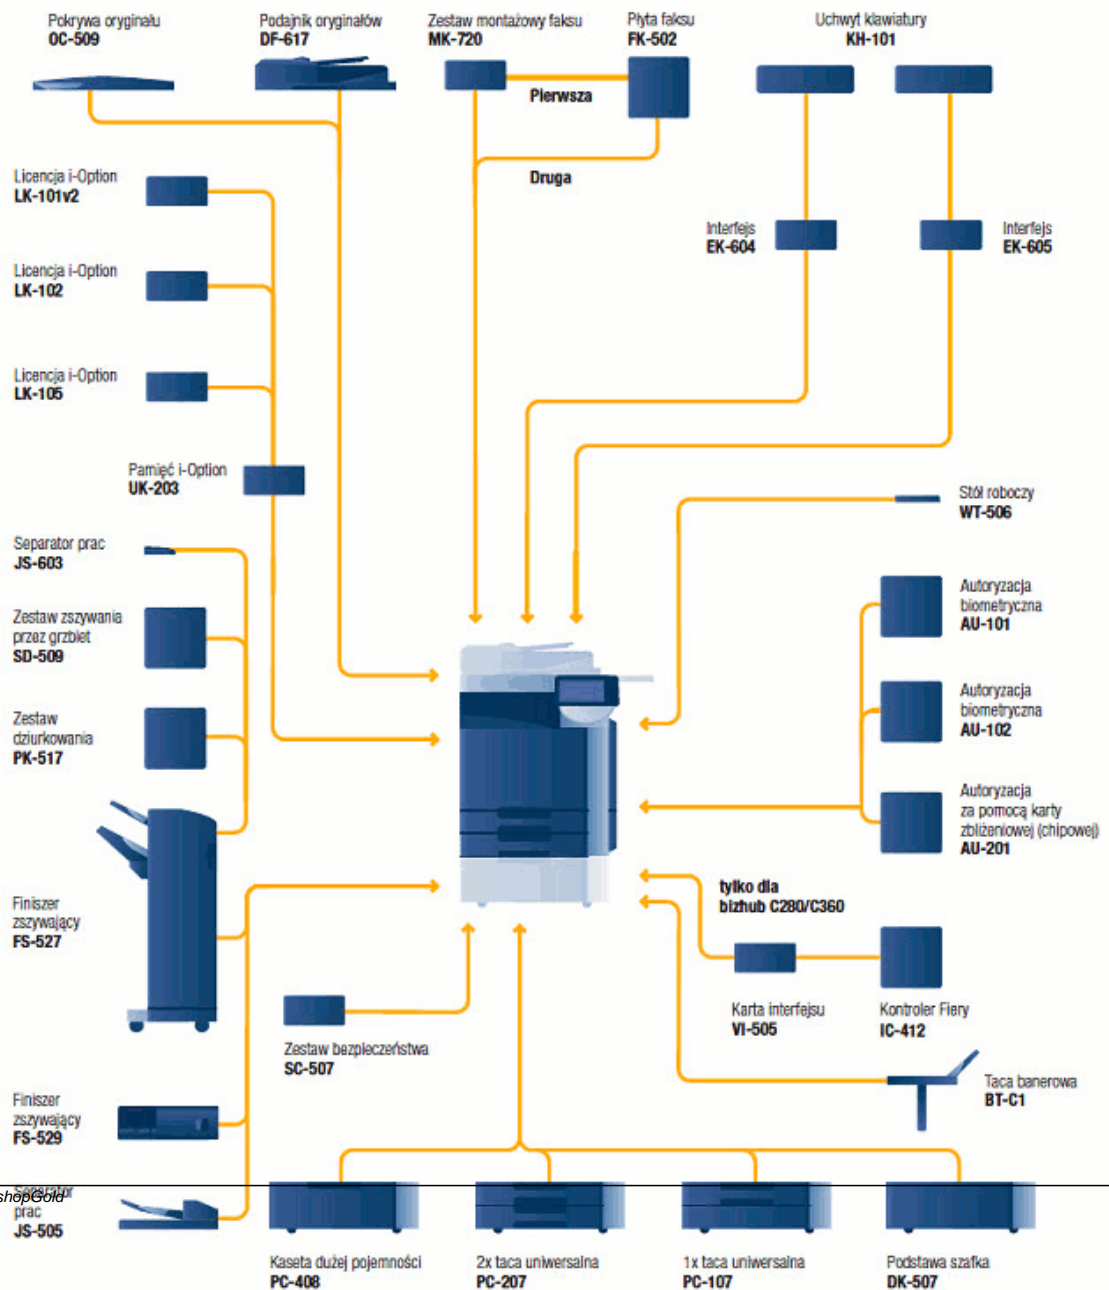 Pokrywa oryginału
OC-509
Podajnik oryginałów
DF-617
Zestaw montażowy faksu
MK-720
Płyta faksu
FK-502
Uchwyt klawiatury
KH-101
Pierwsza
Druga
Licencja i-Option
LK-101v2
Licencja i-Option
LK-102
Licencja i-Option
LK-105
Interfejs
EK-604
Interfejs
EK-605
Pamięć i-Option
UK-203
Stół roboczy
WT-506
Separator prac
JS-603
Zestaw zszywania
przez grzbiet
SD-509
Zestaw
dziurkowania
PK-517
Autoryzacja
biometryczna
AU-101
Autoryzacja
biometryczna
AU-102
Autoryzacja
za pomocą karty
zbliżeniowej (chipowej)
AU-201
Finiszer
zszywający
FS-527
tylko dla
bizhub C280/C360
Karta interfejsu
VI-505
Kontroler Fiery
IC-412
Zestaw bezpieczeństwa
SC-507
Taca banerowa
BT-C1
Finiszer
zszywający
FS-529
shopGold
Separator
prac
JS-505
Kaseta dużej pojemności
PC-408
2x taca uniwersalna
PC-207
1x taca uniwersalna
PC-107
Podstawa szafka
DK-507